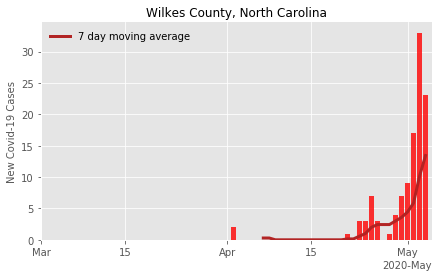 Wilkes County, North Carolina
7 day moving average
New Covid-19 Cases
30
25
20
15
10
5
0
Mar 15 Apr 15 May
2020-May